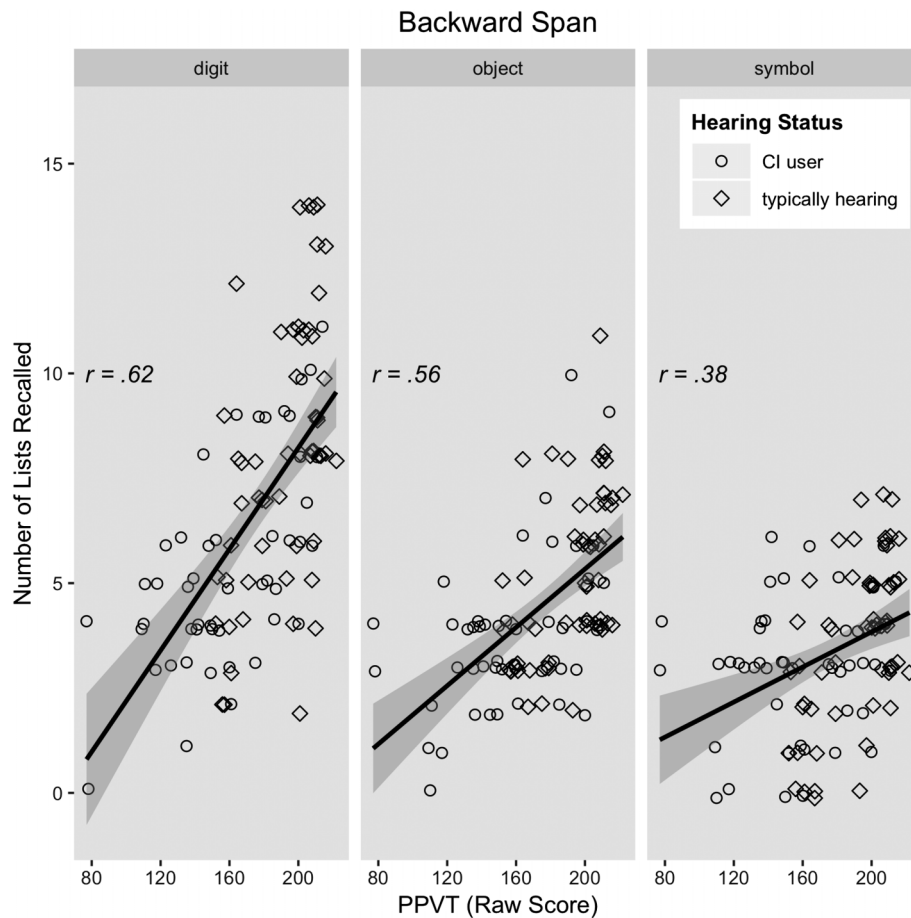 Backward Span
digit
object
symbol
Hearing Status
CI user
typically hearing
Number of Lists Recalled
15
10
5
0
r = .62
r = .56
r = .38
80 120 160 200
80 120 160 200
80 120 160 200
PPVT (Raw Score)